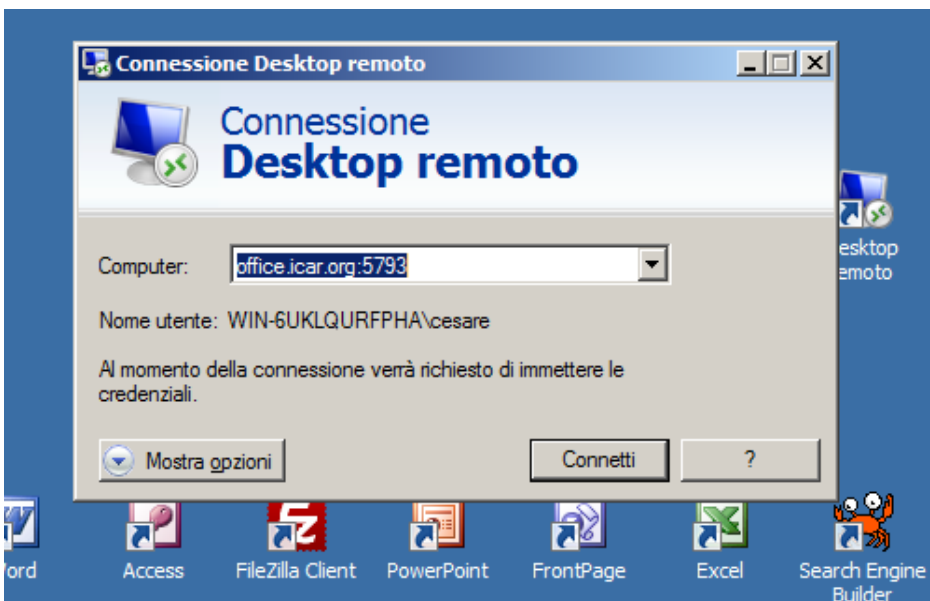 Connessione Desktop remoto
Connessione
Desktop remoto
Computer: office.icar.org:5793
esktop
emoto
Nome utente: WIN-6UKLQURFPHA\cesare
Al momento della connessione verrà richiesto di immettere le
credenziali.
Mostra opzioni Connetti ?
ord Access FileZilla Client PowerPoint FrontPage Excel Search Engine
Builder